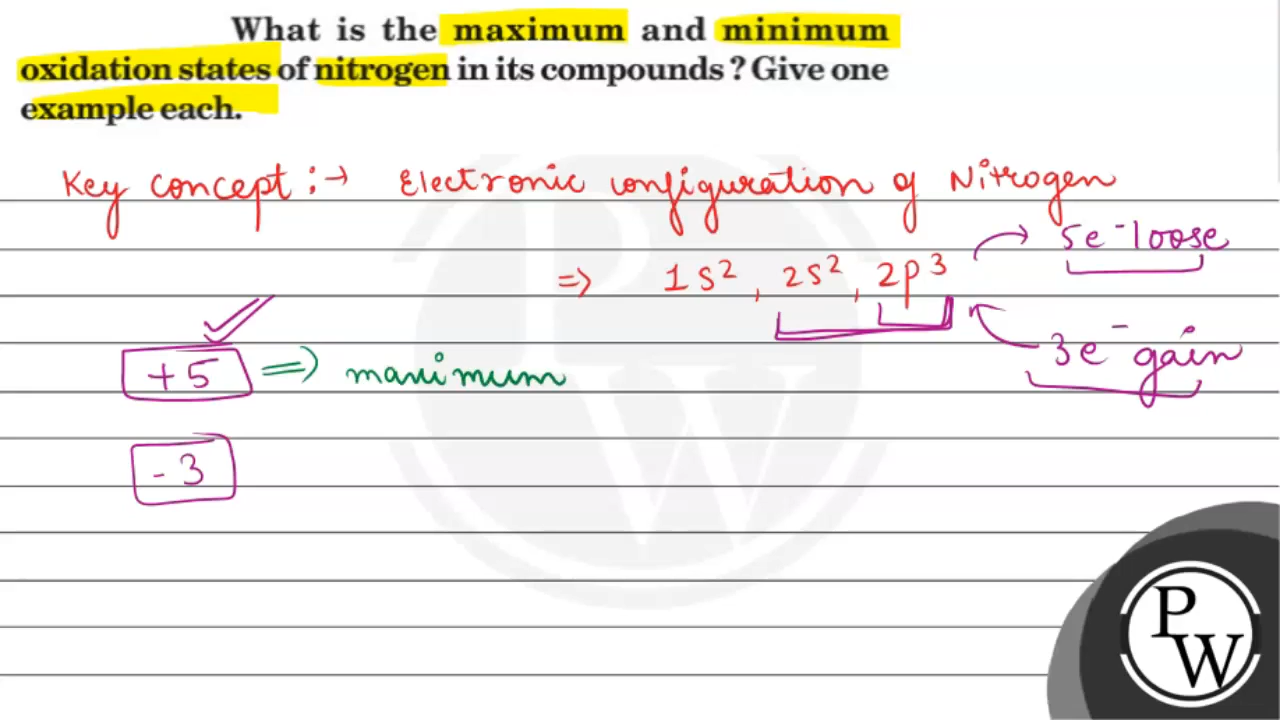 What is the maximum and minimum
oxidation states of nitrogen in its compounds ? Give one
example each.
Key concept :→ Electronic configuration of Nitrogen
5e⁻ loose
⇒ 1s², 2s², 2p³
3e⁻ gain
+5 ⇒ maximum
-3
PW
PW